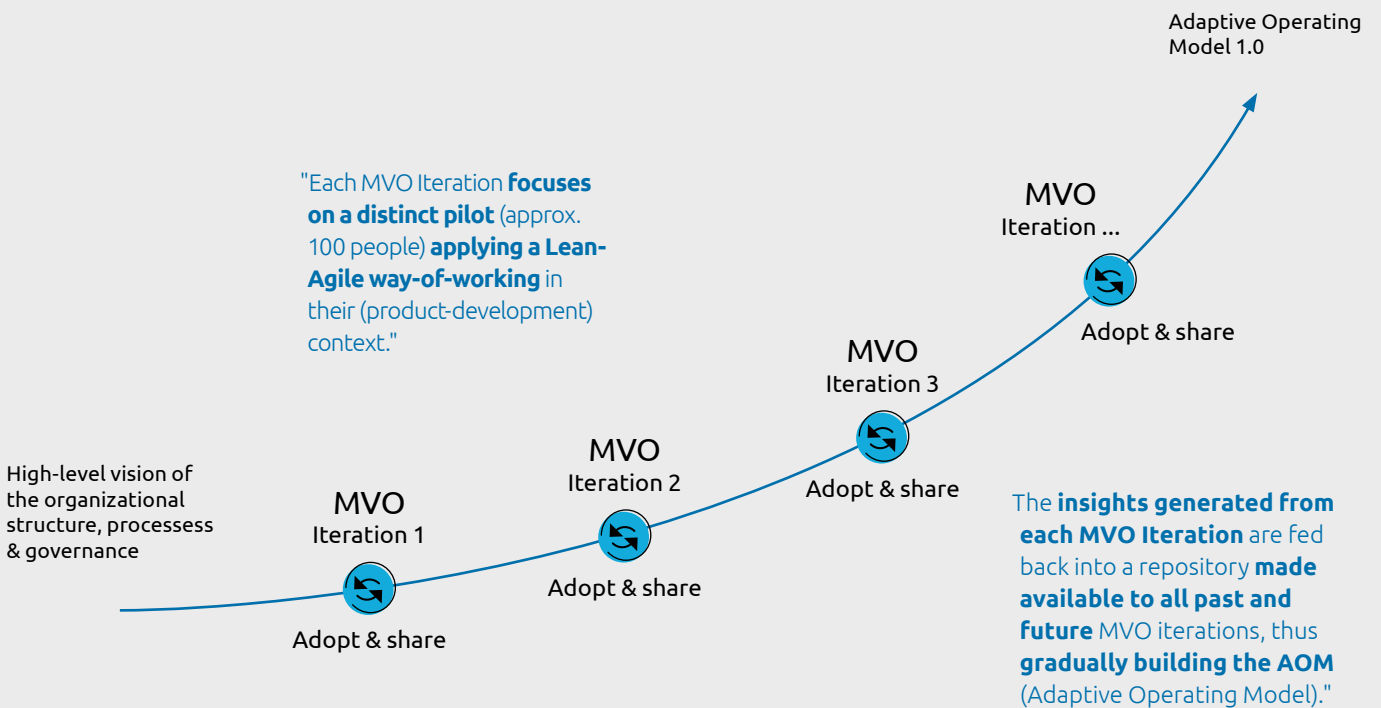 Adaptive Operating
Model 1.0
"Each MVO Iteration focuses
on a distinct pilot (approx.
100 people) applying a Lean-
Agile way-of-working in
their (product-development)
context."
MVO
Iteration ...
Adopt & share
MVO
Iteration 3
Adopt & share
MVO
Iteration 2
Adopt & share
High-level vision of
the organizational
structure, processess
& governance
MVO
Iteration 1
Adopt & share
The insights generated from
each MVO Iteration are fed
back into a repository made
available to all past and
future MVO iterations, thus
gradually building the AOM
(Adaptive Operating Model)."